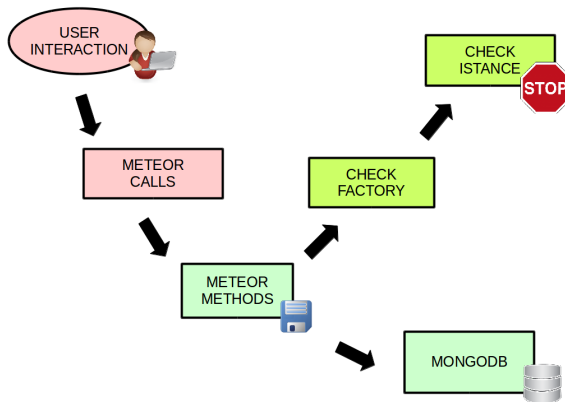 USER
INTERACTION
METEOR
CALLS
METEOR
METHODS
CHECK
FACTORY
CHECK
ISTANCE
STOP
MONGODB